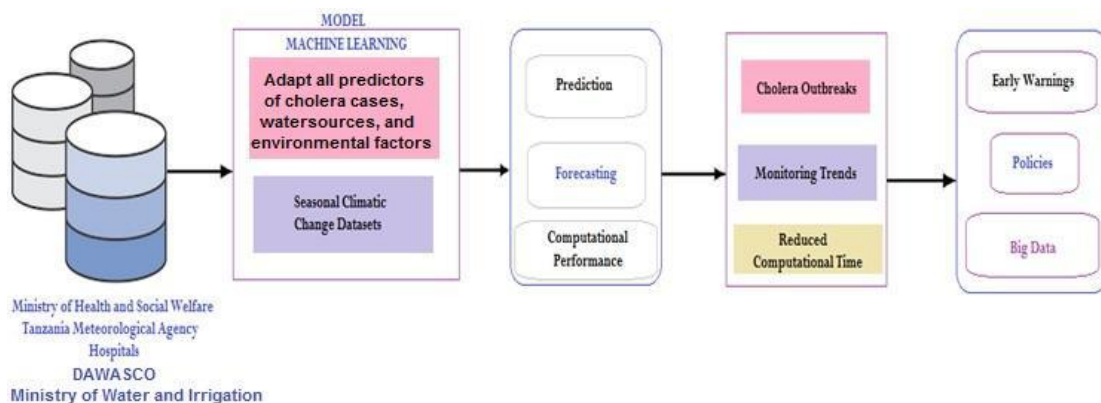 MODEL
MACHINE LEARNING
Adapt all predictors
of cholera cases,
watersources, and
environmental factors
Seasonal Climatic
Change Datasets
Prediction
Forecasting
Computational
Performance
Cholera Outbreaks
Monitoring Trends
Reduced
Computational Time
Early Warnings
Policies
Big Data
Ministry of Health and Social Welfare
Tanzania Meteorological Agency
Hospitals
DAWASCO
Ministry of Water and Irrigation